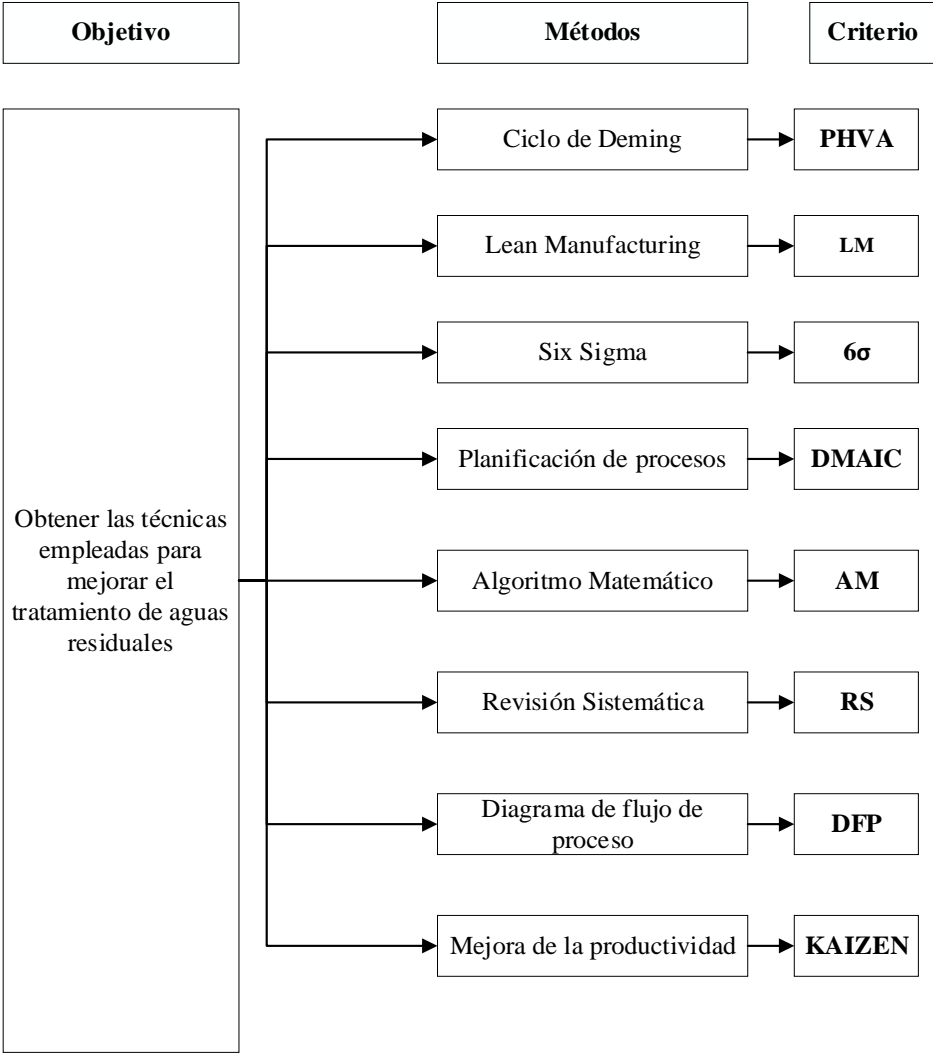 Objetivo
Métodos
Criterio
Obtener las técnicas
empleadas para
mejorar el
tratamiento de aguas
residuales
Ciclo de Deming
PHVA
Lean Manufacturing
LM
Six Sigma
6σ
Planificación de procesos
DMAIC
Algoritmo Matemático
AM
Revisión Sistemática
RS
Diagrama de flujo de
proceso
DFP
Mejora de la productividad
KAIZEN